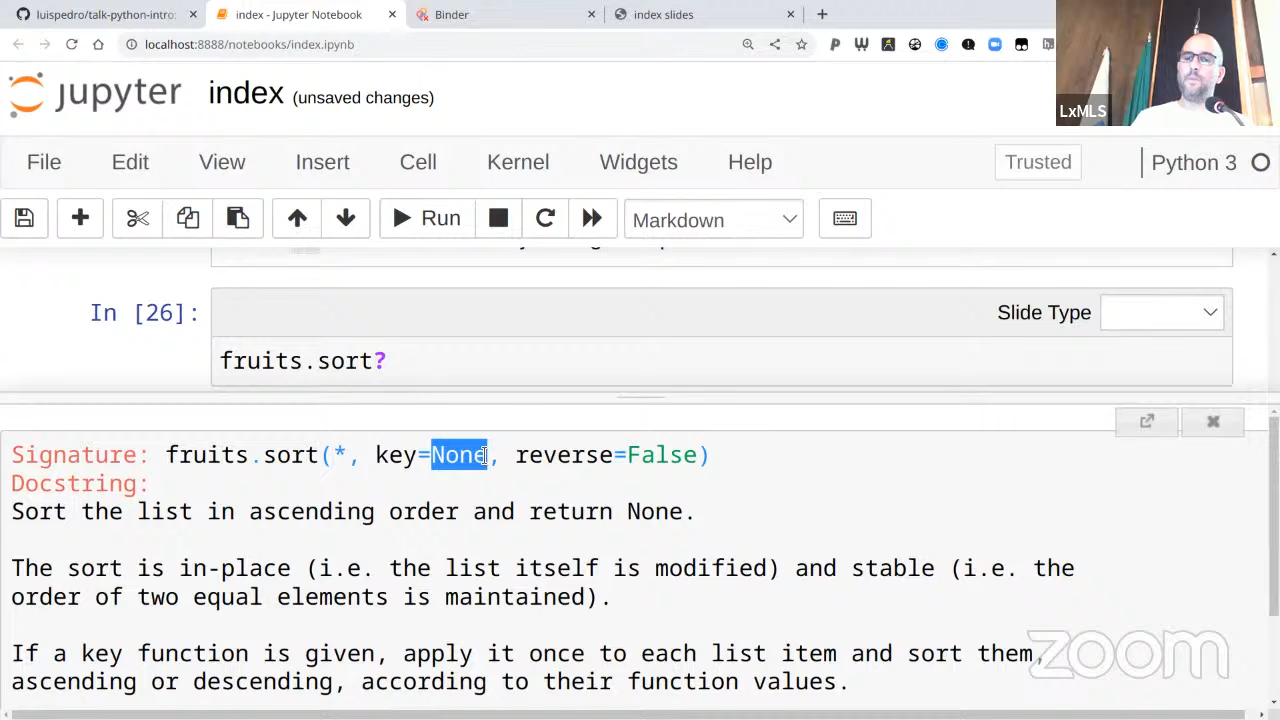 luispedro/talk-python-intro
index - Jupyter Notebook
Binder
index slides
localhost:8888/notebooks/index.ipynb
LxMLS
jupyter index (unsaved changes)
File Edit View Insert Cell Kernel Widgets Help Trusted Python 3
Run Markdown
In [26]: Slide Type
fruits.sort?
Signature: fruits.sort(*, key=None, reverse=False)
Docstring:
Sort the list in ascending order and return None.
The sort is in-place (i.e. the list itself is modified) and stable (i.e. the
order of two equal elements is maintained).
If a key function is given, apply it once to each list item and sort them,
ascending or descending, according to their function values.
zoom